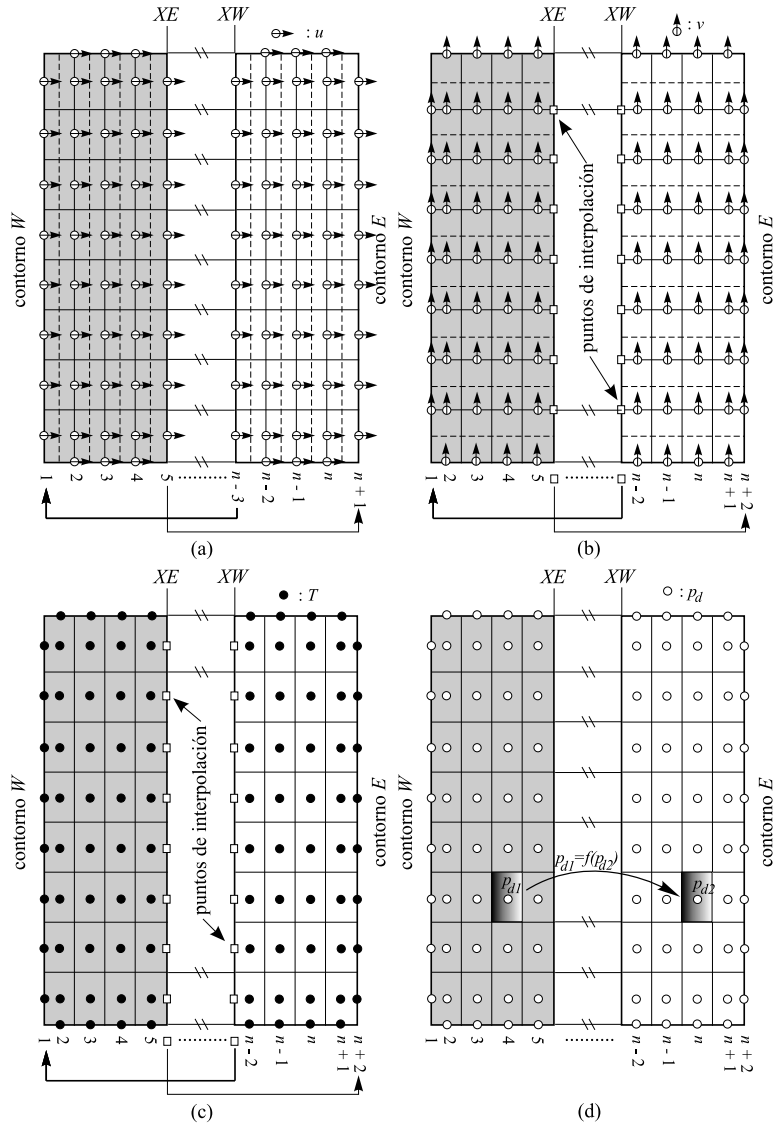 XE XW
: u
contorno W
contorno E
1 2 3 4 5 n - 3 n - 2 n - 1 n n + 1
(a)
: v
contorno W
puntos de interpolación
contorno E
1 2 3 4 5 n - 2 n - 1 n n + 1 n + 2
(b)
XE XW
: T
contorno W
puntos de interpolación
contorno E
1 2 3 4 5 n - 2 n - 1 n n + 1 n + 2
(c)
XE XW
: pd
contorno W
pd1
pd1=f(pd2)
pd2
contorno E
1 2 3 4 5 n - 2 n - 1 n n + 1 n + 2
(d)